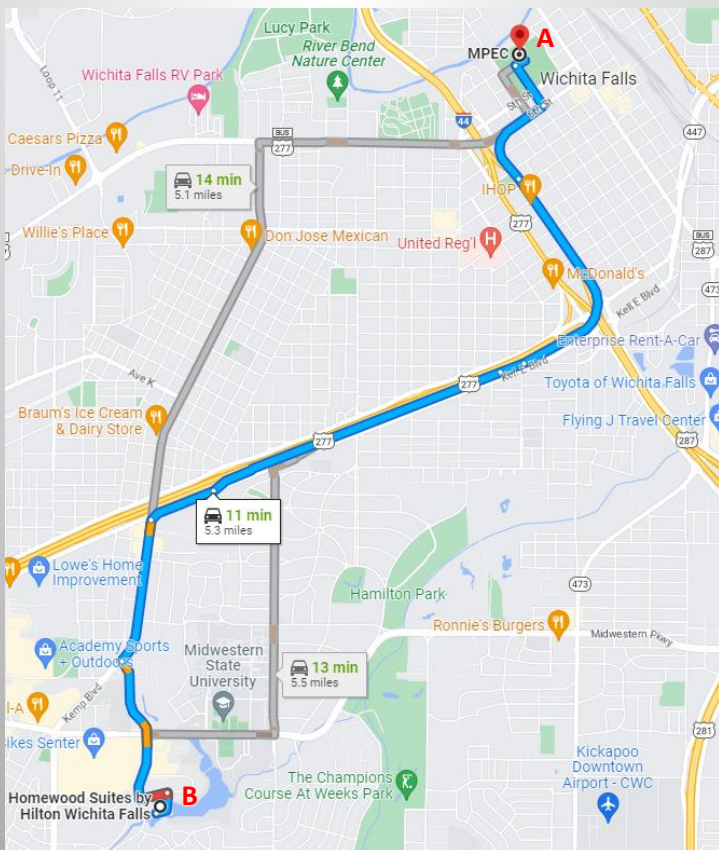 Lucy Park
River Bend
Nature Center
MPEC
A
Wichita Falls
Loop 11
Wichita Falls RV Park
Caesars Pizza
Drive-In
BUS
277
44
5th St
447
14 min
5.1 miles
IHOP
Willie's Place
Don Jose Mexican
United Reg'l
H
277
BUS
287
McDonald's
473
Kell E Blvd
Enterprise Rent-A-Car
Ave K
277
Kell E Blvd
Toyota of Wichita Falls
Braum's Ice Cream
& Dairy Store
Flying J Travel Center
277
287
11 min
5.3 miles
Lowe's Home
Improvement
Hamilton Park
473
Ronnie's Burgers
Midwestern Pkwy
Academy Sports
+ Outdoors
Midwestern
State
University
13 min
5.5 miles
Kemp Blvd
l-A
Bikes Senter
281
Kickapoo
Downtown
Airport - CWC
The Champions
Course At Weeks Park
Homewood Suites by
Hilton Wichita Falls
B